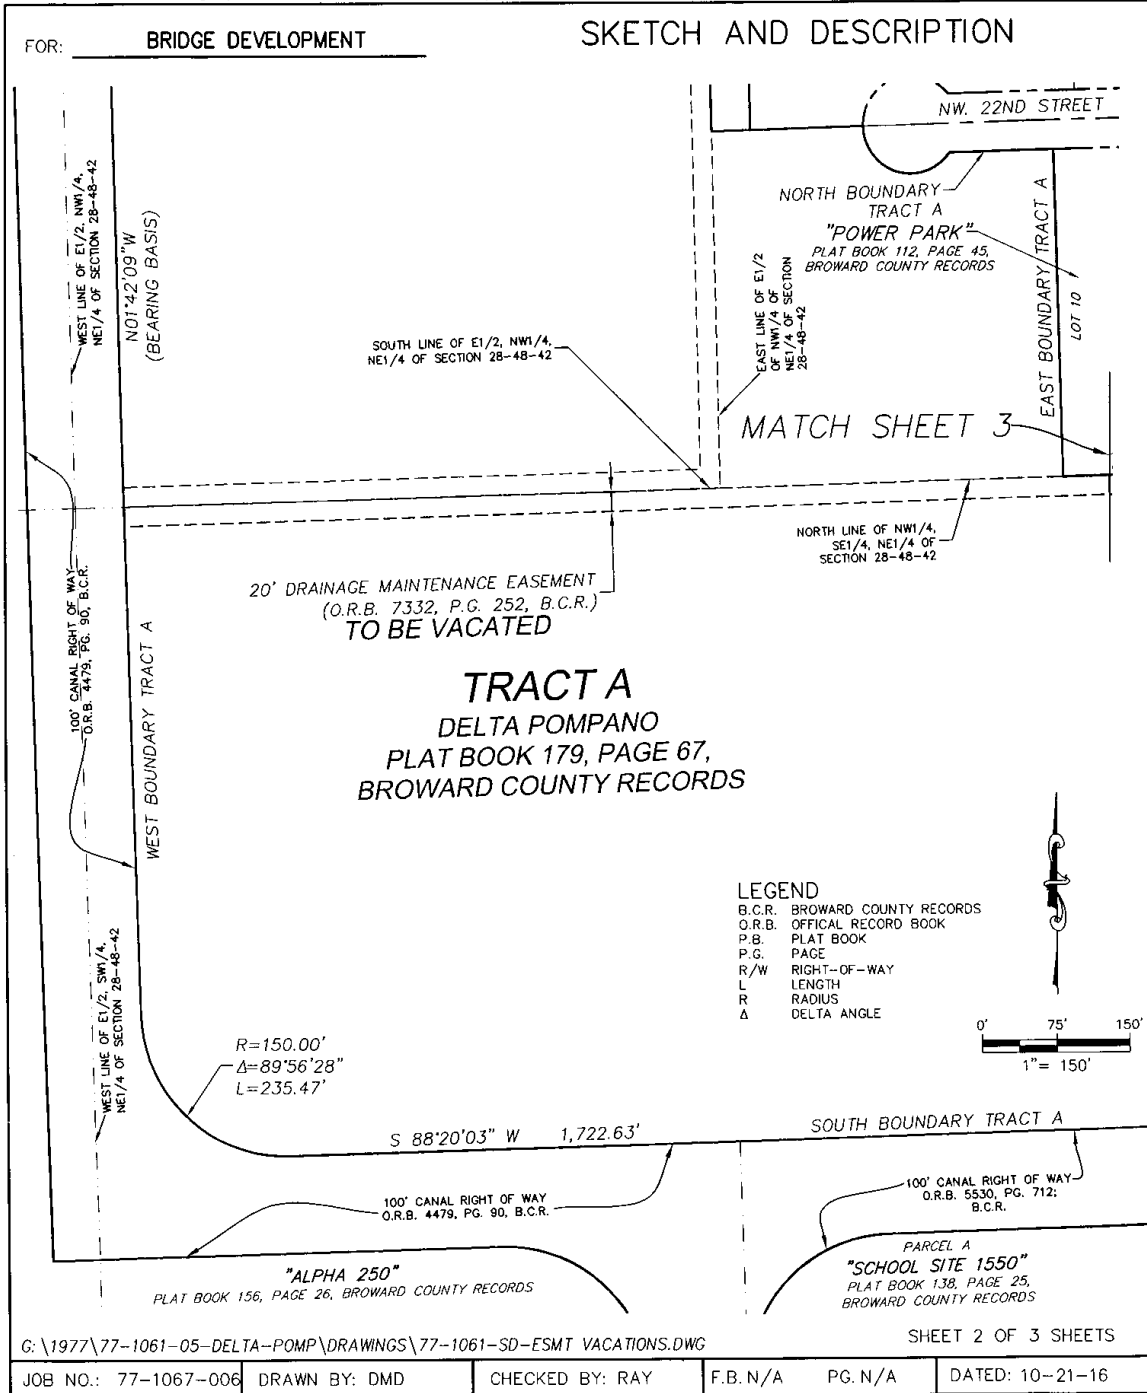 FOR: BRIDGE DEVELOPMENT
SKETCH AND DESCRIPTION
NW. 22ND STREET
WEST LINE OF E1/2, NW1/4,
NE1/4 OF SECTION 28-48-42
N01°42'09"W
(BEARING BASIS)
NORTH BOUNDARY
TRACT A
"POWER PARK"
PLAT BOOK 112, PAGE 45,
BROWARD COUNTY RECORDS
EAST BOUNDARY TRACT A
LOT 10
SOUTH LINE OF E1/2, NW1/4,
NE1/4 OF SECTION 28-48-42
EAST LINE OF E1/2
OF NW1/4 OF
NE1/4 OF SECTION
28-48-42
MATCH SHEET 3
NORTH LINE OF NW1/4,
SE1/4, NE1/4 OF
SECTION 28-48-42
100' CANAL RIGHT OF WAY
O.R.B. 4479, PG. 90, B.C.R.
20' DRAINAGE MAINTENANCE EASEMENT
(O.R.B. 7332, P.G. 252, B.C.R.)
TO BE VACATED
WEST BOUNDARY TRACT A
TRACT A
DELTA POMPANO
PLAT BOOK 179, PAGE 67,
BROWARD COUNTY RECORDS
LEGEND
B.C.R. BROWARD COUNTY RECORDS
O.R.B. OFFICAL RECORD BOOK
P.B. PLAT BOOK
P.G. PAGE
R/W RIGHT-OF-WAY
L LENGTH
R RADIUS
Δ DELTA ANGLE
0' 75' 150'
1"= 150'
WEST LINE OF E1/2, SW1/4,
NE1/4 OF SECTION 28-48-42
R=150.00'
Δ=89°56'28"
L=235.47'
S 88°20'03" W 1,722.63'
SOUTH BOUNDARY TRACT A
100' CANAL RIGHT OF WAY
O.R.B. 4479, PG. 90, B.C.R.
100' CANAL RIGHT OF WAY
O.R.B. 5530, PG. 712;
B.C.R.
"ALPHA 250"
PLAT BOOK 156, PAGE 26, BROWARD COUNTY RECORDS
PARCEL A
"SCHOOL SITE 1550"
PLAT BOOK 138, PAGE 25,
BROWARD COUNTY RECORDS
G:\1977\77-1061-05-DELTA-POMP\DRAWINGS\77-1061-SD-ESMT VACATIONS.DWG
SHEET 2 OF 3 SHEETS
JOB NO.: 77-1067-006 DRAWN BY: DMD CHECKED BY: RAY F.B. N/A PG. N/A DATED: 10-21-16